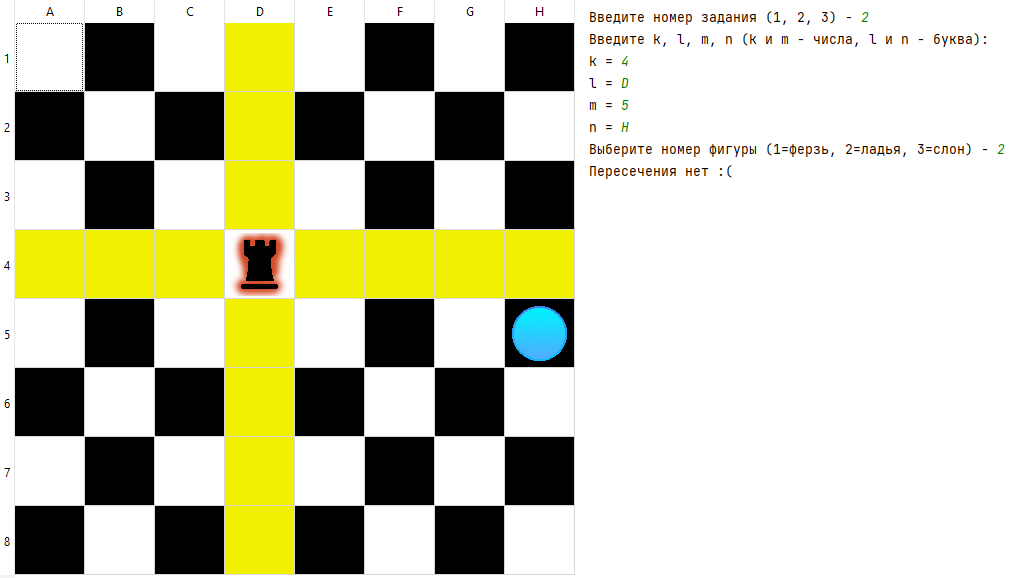 A B C D E F G H
1
2
3
4
5
6
7
8
Введите номер задания (1, 2, 3) - 2
Введите k, l, m, n (k и m - числа, l и n - буква):
k = 4
l = D
m = 5
n = H
Выберите номер фигуры (1=ферзь, 2=ладья, 3=слон) - 2
Пересечения нет :(